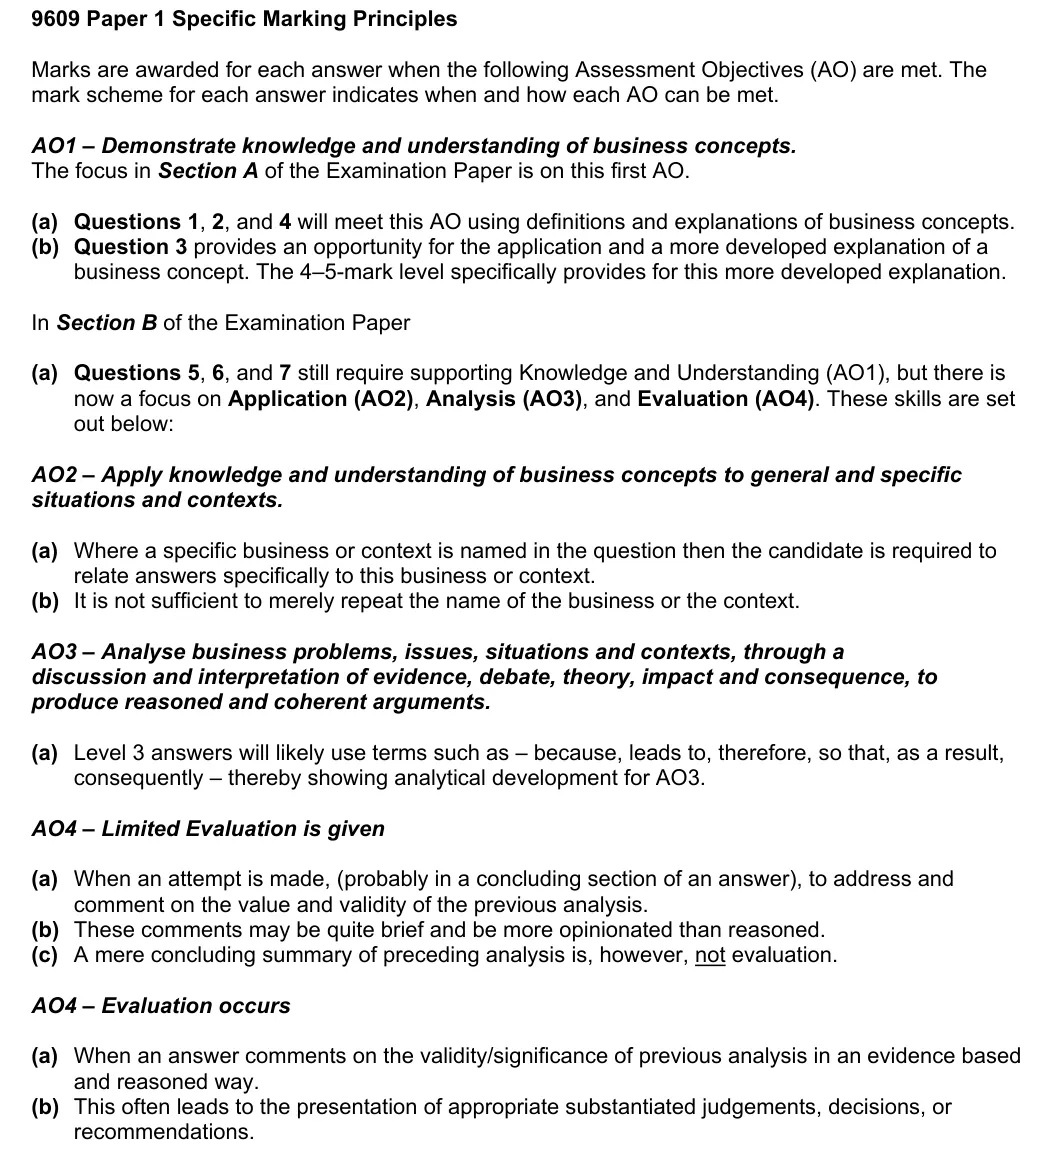 9609 Paper 1 Specific Marking Principles
Marks are awarded for each answer when the following Assessment Objectives (AO) are met. The
mark scheme for each answer indicates when and how each AO can be met.
AO1 – Demonstrate knowledge and understanding of business concepts.
The focus in Section A of the Examination Paper is on this first AO.
(a) Questions 1, 2, and 4 will meet this AO using definitions and explanations of business concepts.
(b) Question 3 provides an opportunity for the application and a more developed explanation of a
business concept. The 4–5-mark level specifically provides for this more developed explanation.
In Section B of the Examination Paper
(a) Questions 5, 6, and 7 still require supporting Knowledge and Understanding (AO1), but there is
now a focus on Application (AO2), Analysis (AO3), and Evaluation (AO4). These skills are set
out below:
AO2 – Apply knowledge and understanding of business concepts to general and specific
situations and contexts.
(a) Where a specific business or context is named in the question then the candidate is required to
relate answers specifically to this business or context.
(b) It is not sufficient to merely repeat the name of the business or the context.
AO3 – Analyse business problems, issues, situations and contexts, through a
discussion and interpretation of evidence, debate, theory, impact and consequence, to
produce reasoned and coherent arguments.
(a) Level 3 answers will likely use terms such as – because, leads to, therefore, so that, as a result,
consequently – thereby showing analytical development for AO3.
AO4 – Limited Evaluation is given
(a) When an attempt is made, (probably in a concluding section of an answer), to address and
comment on the value and validity of the previous analysis.
(b) These comments may be quite brief and be more opinionated than reasoned.
(c) A mere concluding summary of preceding analysis is, however, not evaluation.
AO4 – Evaluation occurs
(a) When an answer comments on the validity/significance of previous analysis in an evidence based
and reasoned way.
(b) This often leads to the presentation of appropriate substantiated judgements, decisions, or
recommendations.